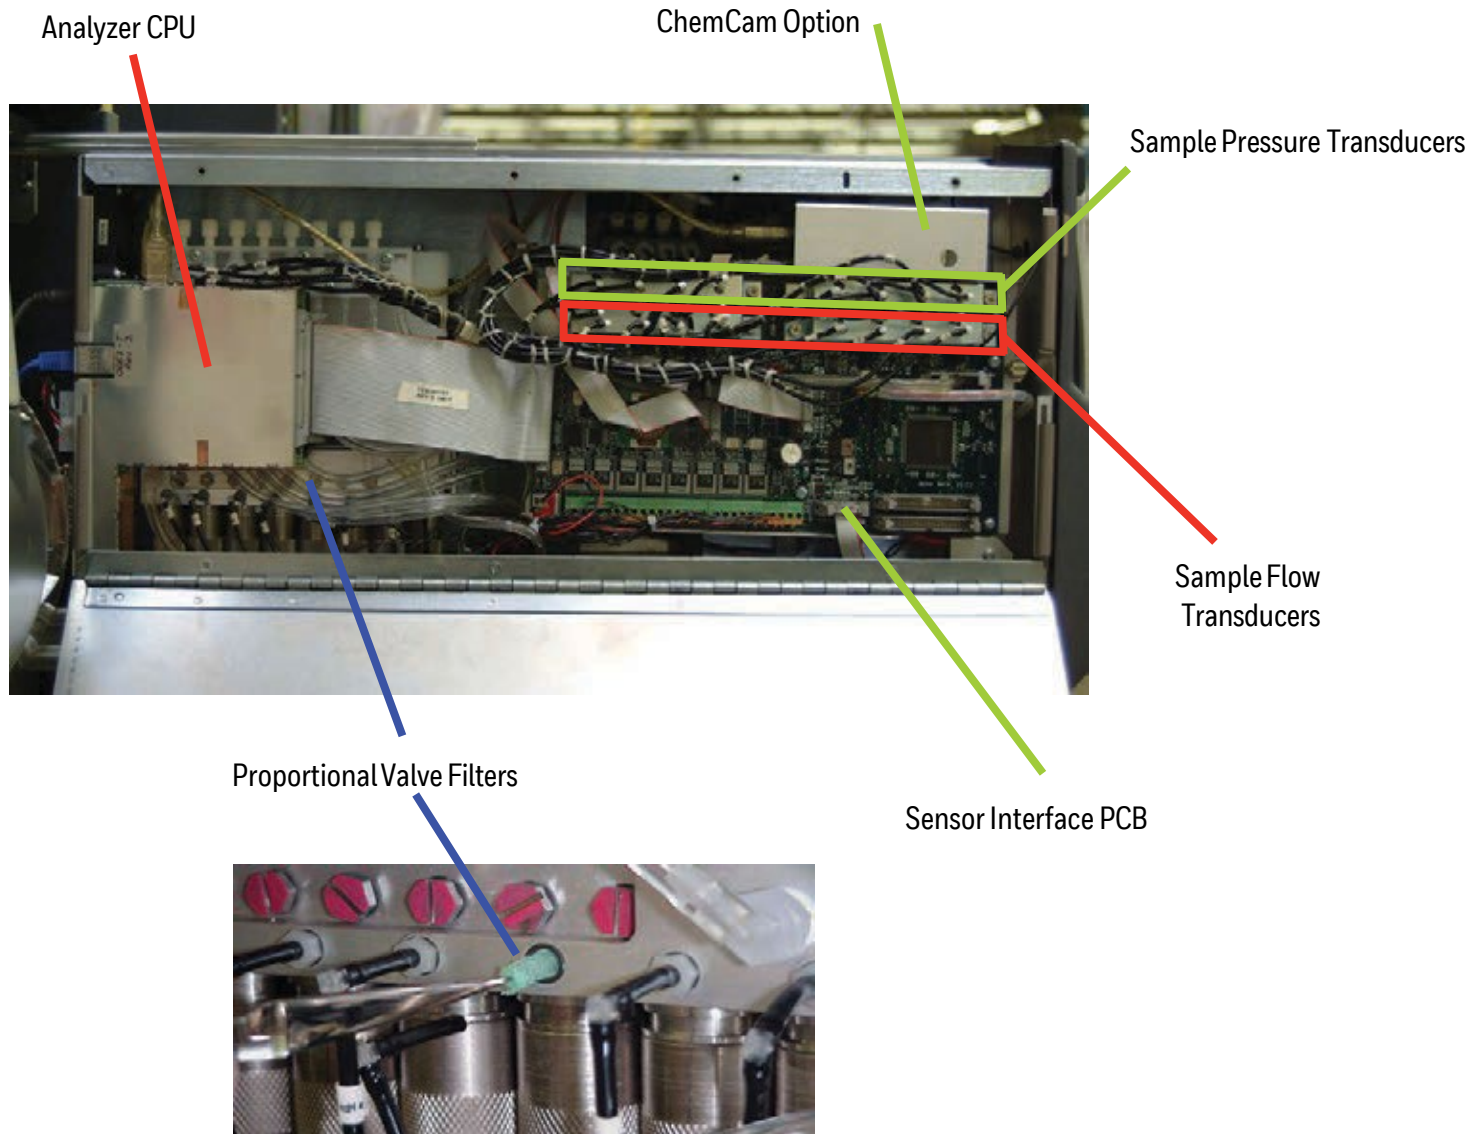 Analyzer CPU
ChemCam Option
Sample Pressure Transducers
Sample Flow
Transducers
Proportional Valve Filters
Sensor Interface PCB